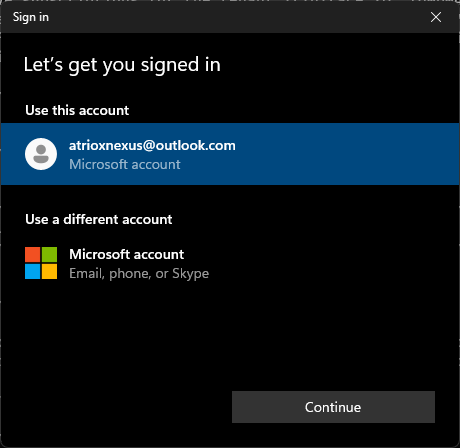 Sign in
Let's get you signed in
Use this account
atrioxnexus@outlook.com
Microsoft account
Use a different account
Microsoft account
Email, phone, or Skype
Continue